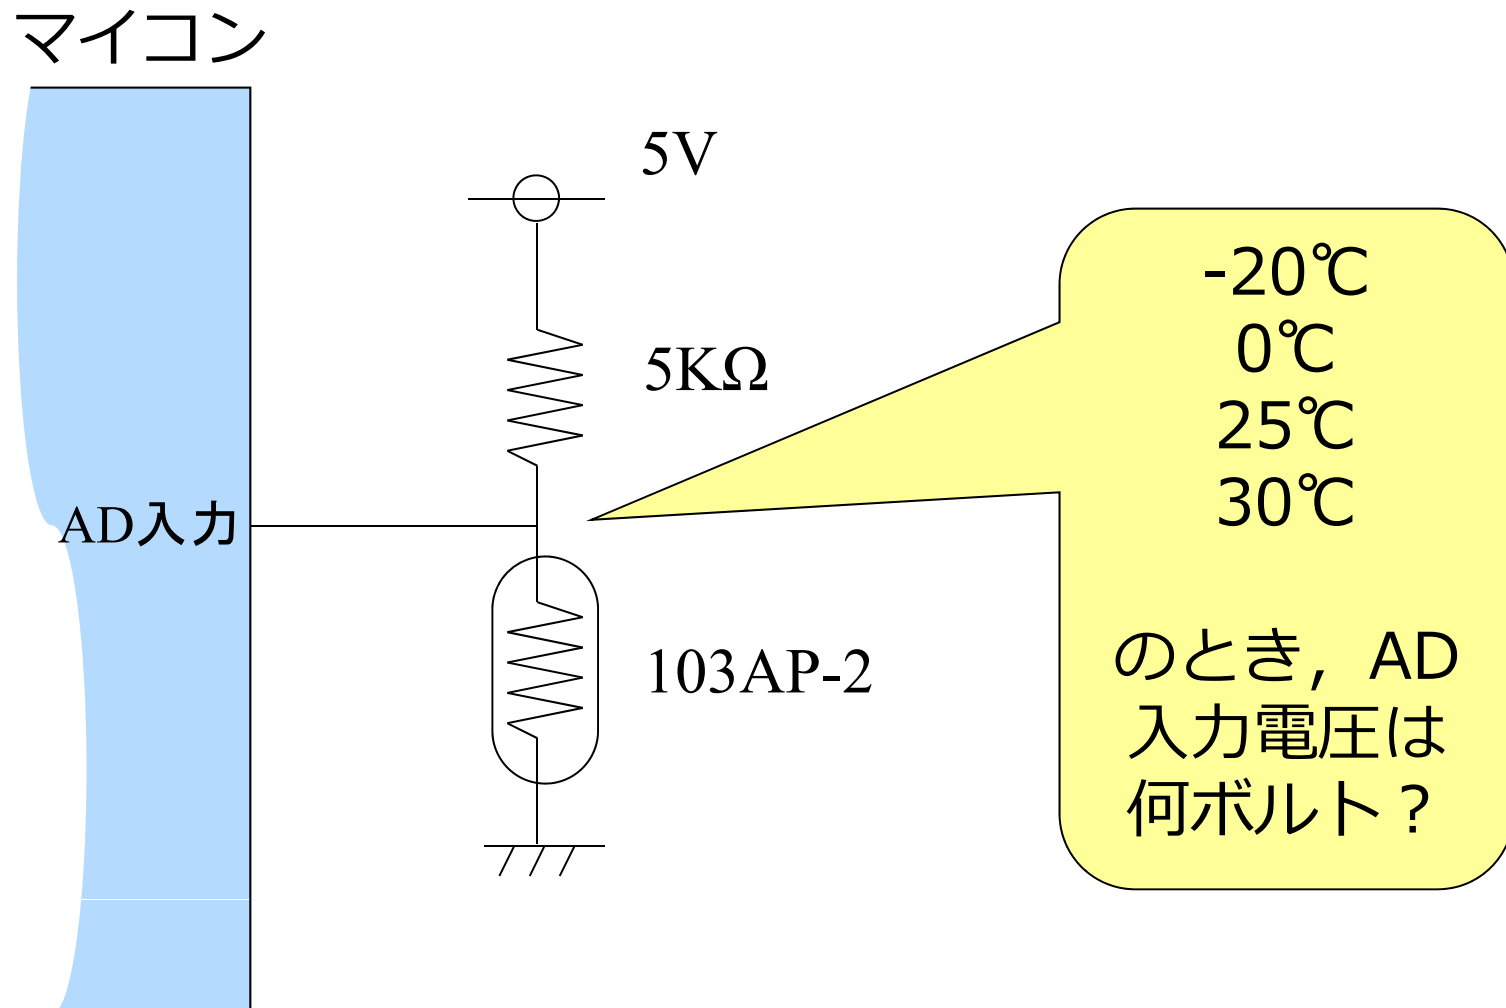 マイコン
5V
5KΩ
AD入力
103AP-2
-20℃
0℃
25℃
30℃
のとき，AD
入力電圧は
何ボルト？